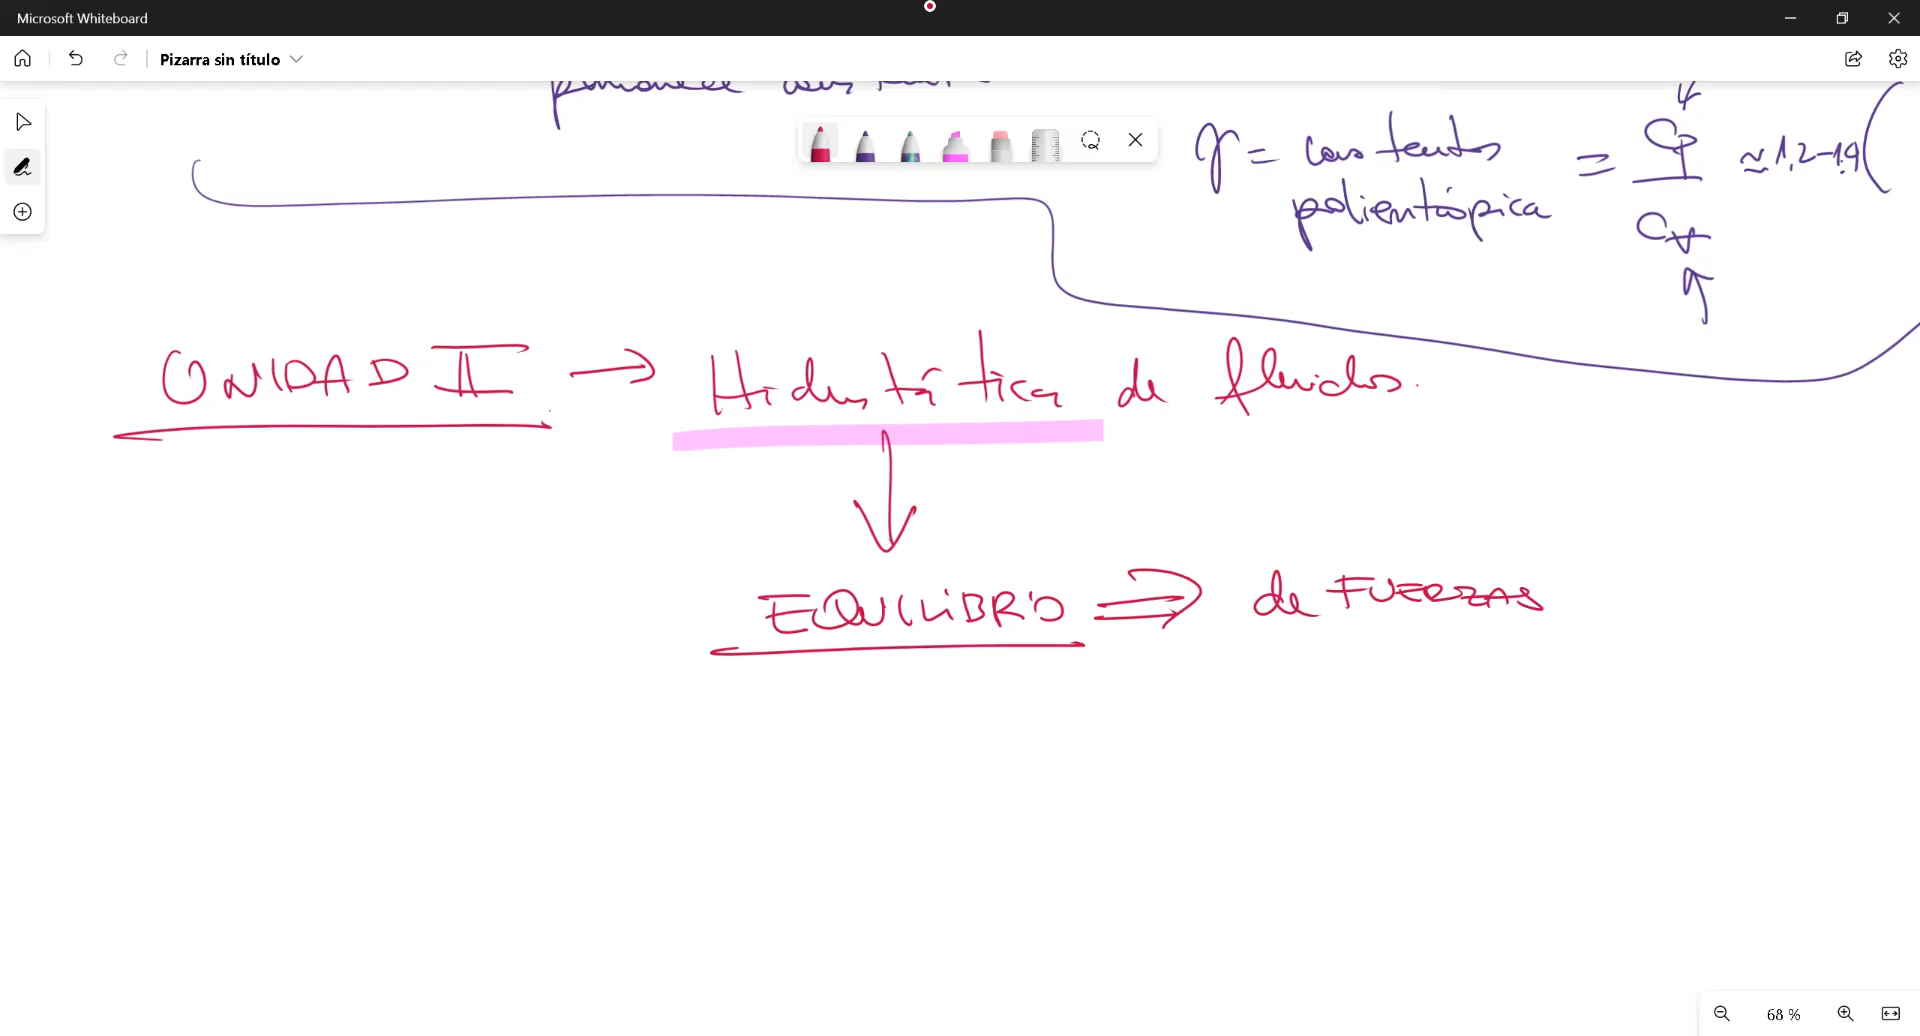 Microsoft Whiteboard
Pizarra sin título
γ = constante = Cp ≈ 1,2-1,9 (
polientrópica Cv
UNIDAD II → Hidrostática de fluidos.
EQUILIBRIO ⇒ de FUERZAS
68 %